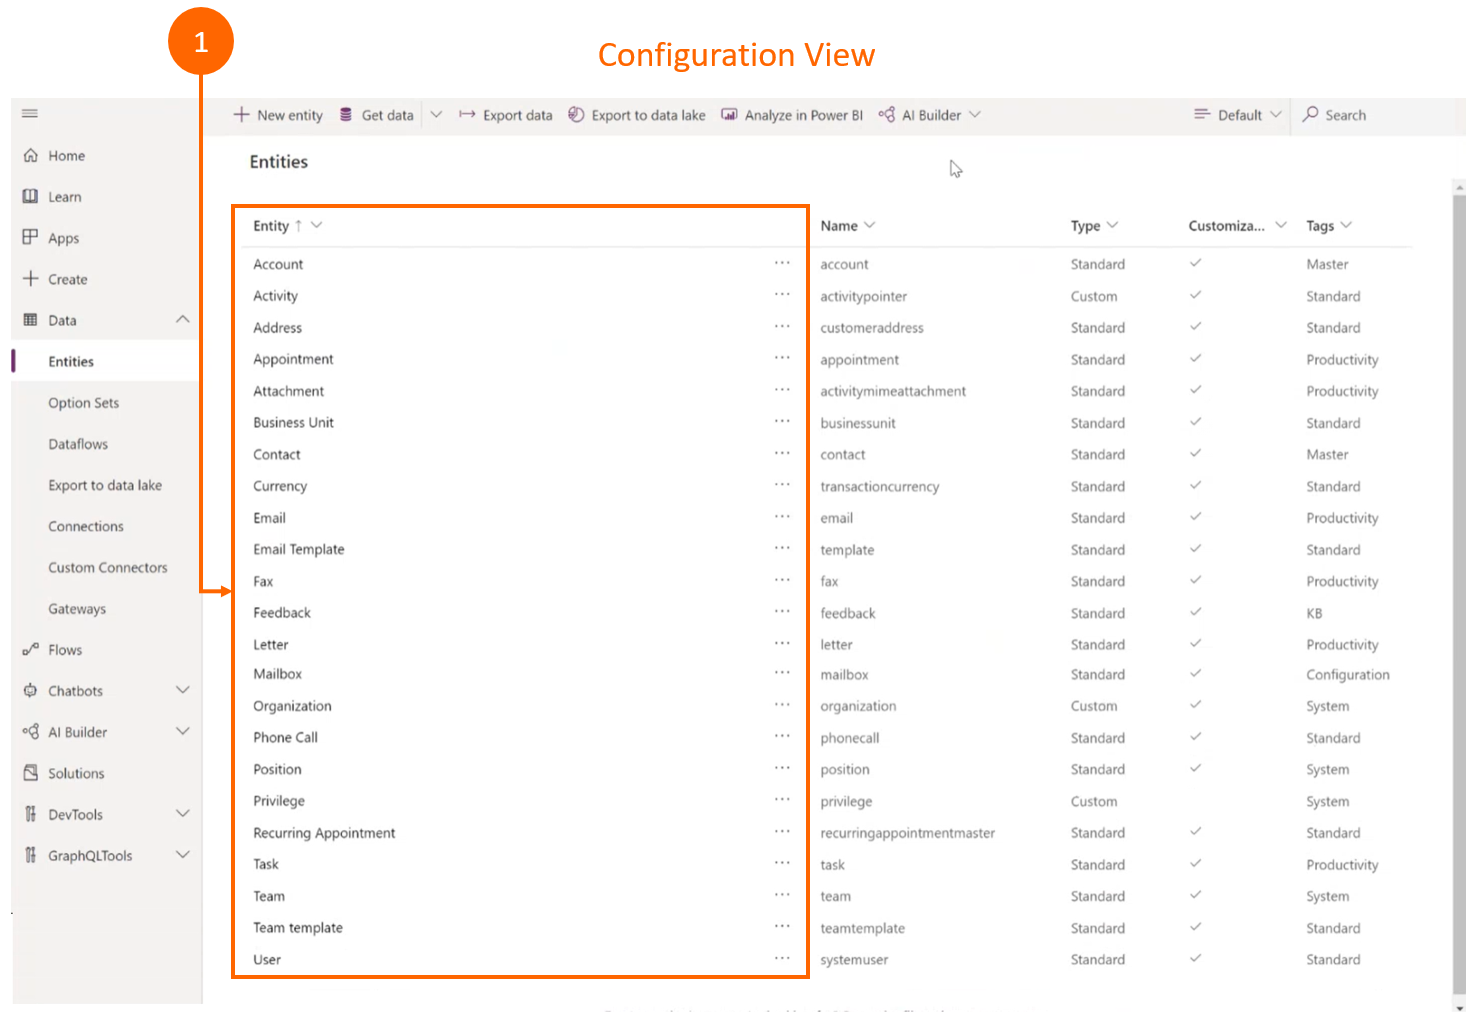 1
Configuration View
New entity Get data Export data Export to data lake Analyze in Power BI AI Builder Default Search
Home
Learn
Apps
Create
Data
Entities
Option Sets
Dataflows
Export to data lake
Connections
Custom Connectors
Gateways
Flows
Chatbots
AI Builder
Solutions
DevTools
GraphQLTools
Entities
Entity ↑ Name Type Customiza... Tags
Account ... account Standard ✓ Master
Activity ... activitypointer Custom ✓ Standard
Address ... customeraddress Standard ✓ Standard
Appointment ... appointment Standard ✓ Productivity
Attachment ... activitymimeattachment Standard ✓ Productivity
Business Unit ... businessunit Standard ✓ Standard
Contact ... contact Standard ✓ Master
Currency ... transactioncurrency Standard ✓ Standard
Email ... email Standard ✓ Productivity
Email Template ... template Standard ✓ Standard
Fax ... fax Standard ✓ Productivity
Feedback ... feedback Standard ✓ KB
Letter ... letter Standard ✓ Productivity
Mailbox ... mailbox Standard ✓ Configuration
Organization ... organization Custom ✓ System
Phone Call ... phonecall Standard ✓ Standard
Position ... position Standard ✓ System
Privilege ... privilege Custom System
Recurring Appointment ... recurringappointmentmaster Standard ✓ Standard
Task ... task Standard ✓ Productivity
Team ... team Standard ✓ System
Team template ... teamtemplate Standard ✓ Standard
User ... systemuser Standard ✓ Standard